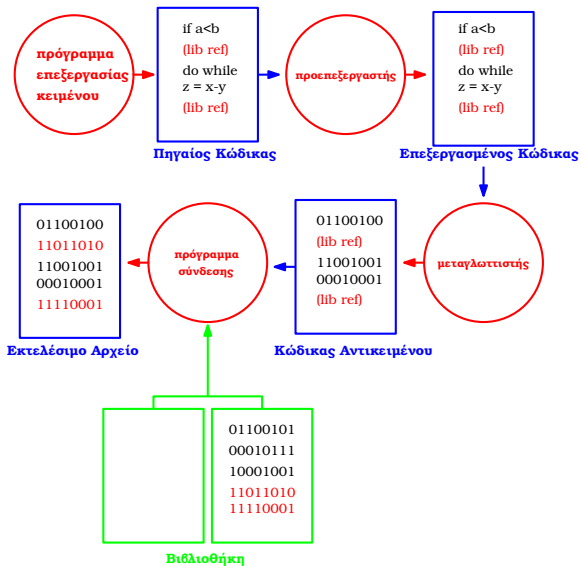 πρόγραμμα
επεξεργασίας
κειμένου
if a<b
(lib ref)
do while
z = x-y
(lib ref)
Πηγαίος Κώδικας
προεπεξεργαστής
if a<b
(lib ref)
do while
z = x-y
(lib ref)
Επεξεργασμένος Κώδικας
μεταγλωττιστής
01100100
(lib ref)
11001001
00010001
(lib ref)
Κώδικας Αντικειμένου
πρόγραμμα
σύνδεσης
01100100
11011010
11001001
00010001
11110001
Εκτελέσιμο Αρχείο
01100101
00010111
10001001
11011010
11110001
Βιβλιοθήκη